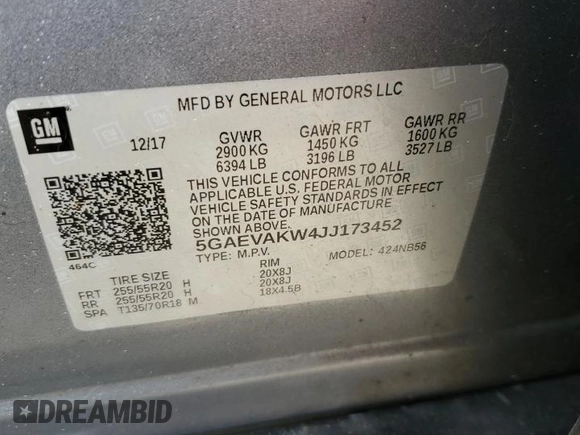 GM
MFD BY GENERAL MOTORS LLC
12/17
GVWR GAWR FRT GAWR RR
2900 KG 1450 KG 1600 KG
6394 LB 3196 LB 3527 LB
THIS VEHICLE CONFORMS TO ALL
APPLICABLE U.S. FEDERAL MOTOR
VEHICLE SAFETY STANDARDS IN EFFECT
ON THE DATE OF MANUFACTURE
SHOWN ABOVE.
5GAEVAKW4JJ173452
464C
TYPE: M.P.V. MODEL: 424NB56
TIRE SIZE RIM
FRT 255/55R20 H 20X8J
RR 255/55R20 H 20X8J
SPA T135/70R18 M 18X4.5B
DREAMBID